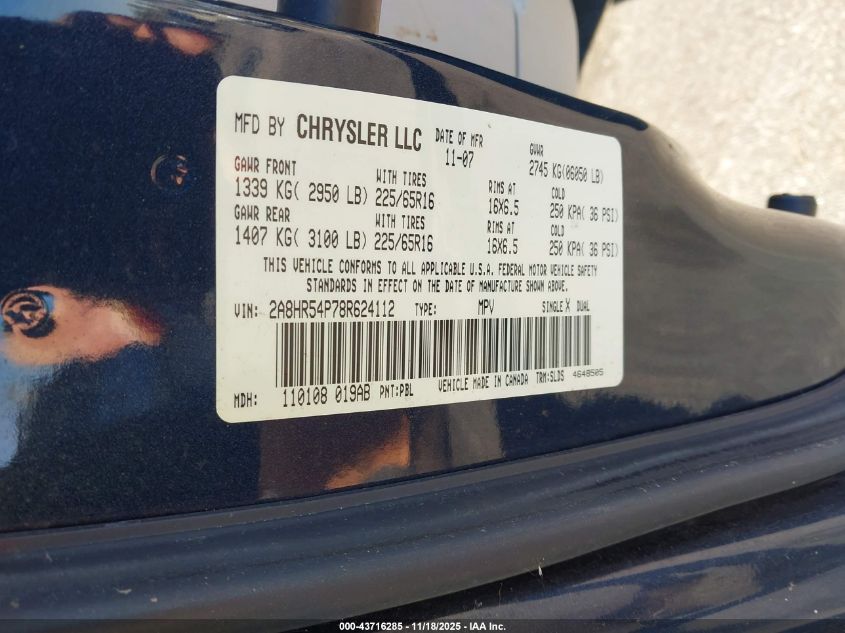 MFD BY CHRYSLER LLC DATE OF MFR 11-07 GVWR 2745 KG(06050 LB)
GAWR FRONT WITH TIRES RIMS AT COLD
1339 KG( 2950 LB) 225/65R16 16X6.5 250 KPA( 36 PSI)
GAWR REAR WITH TIRES RIMS AT COLD
1407 KG( 3100 LB) 225/65R16 16X6.5 250 KPA( 36 PSI)
THIS VEHICLE CONFORMS TO ALL APPLICABLE U.S.A. FEDERAL MOTOR VEHICLE SAFETY
STANDARDS IN EFFECT ON THE DATE OF MANUFACTURE SHOWN ABOVE.
VIN: 2A8HR54P78R624112 TYPE: MPV SINGLE X DUAL
MDH: 110108 019AB PNT:PBL VEHICLE MADE IN CANADA TRM:SLDS 4648505
000-43716285 - 11/18/2025 - IAA Inc.